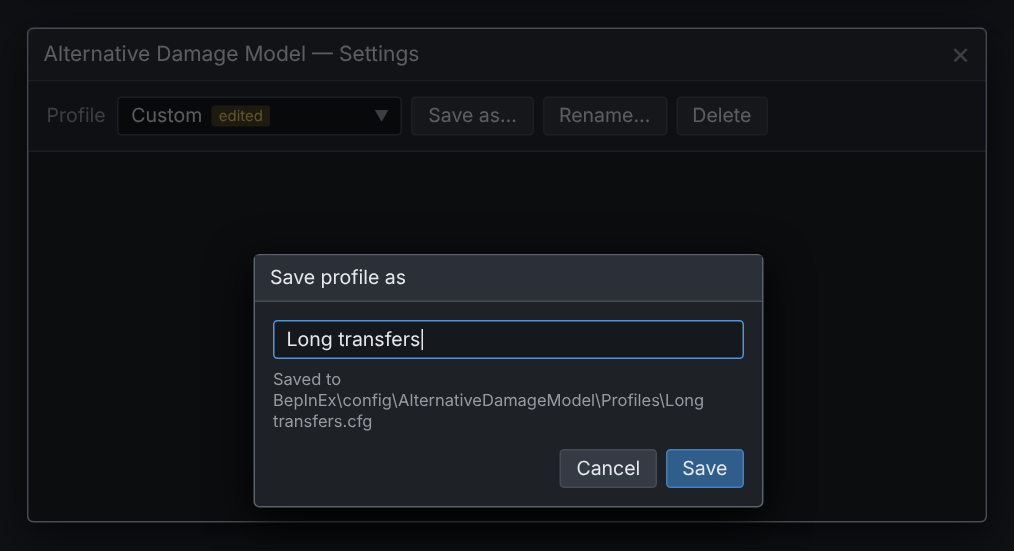 Alternative Damage Model — Settings ✕
Profile Custom edited ▼ Save as... Rename... Delete
Save profile as
Long transfers
Saved to
BepInEx\config\AlternativeDamageModel\Profiles\Long
transfers.cfg
Cancel Save